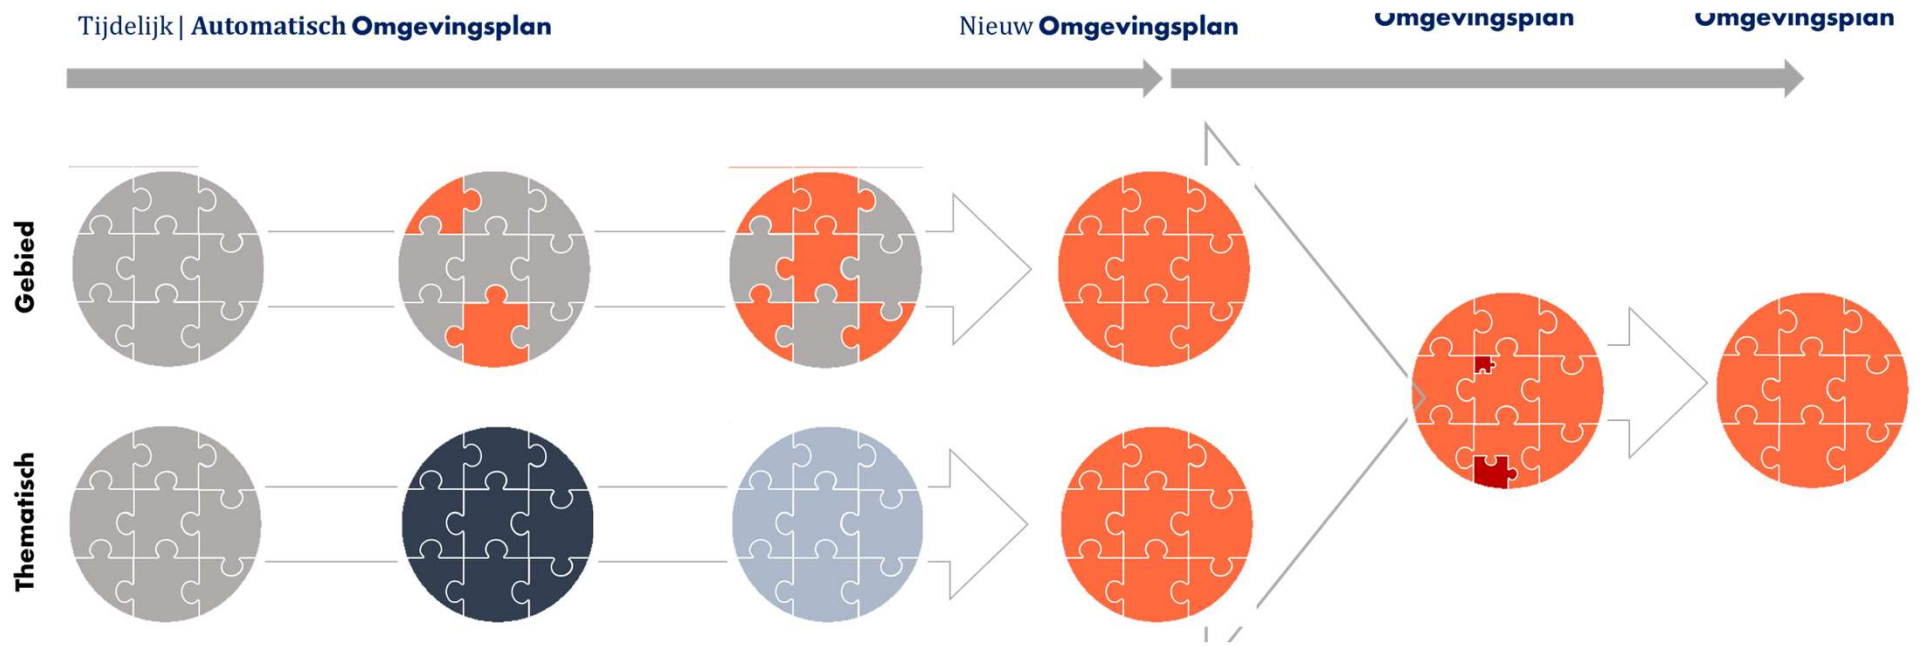 Tijdelijk | Automatisch Omgevingsplan
Nieuw Omgevingsplan
Omgevingsplan
Omgevingsplan
Gebied
Thematisch